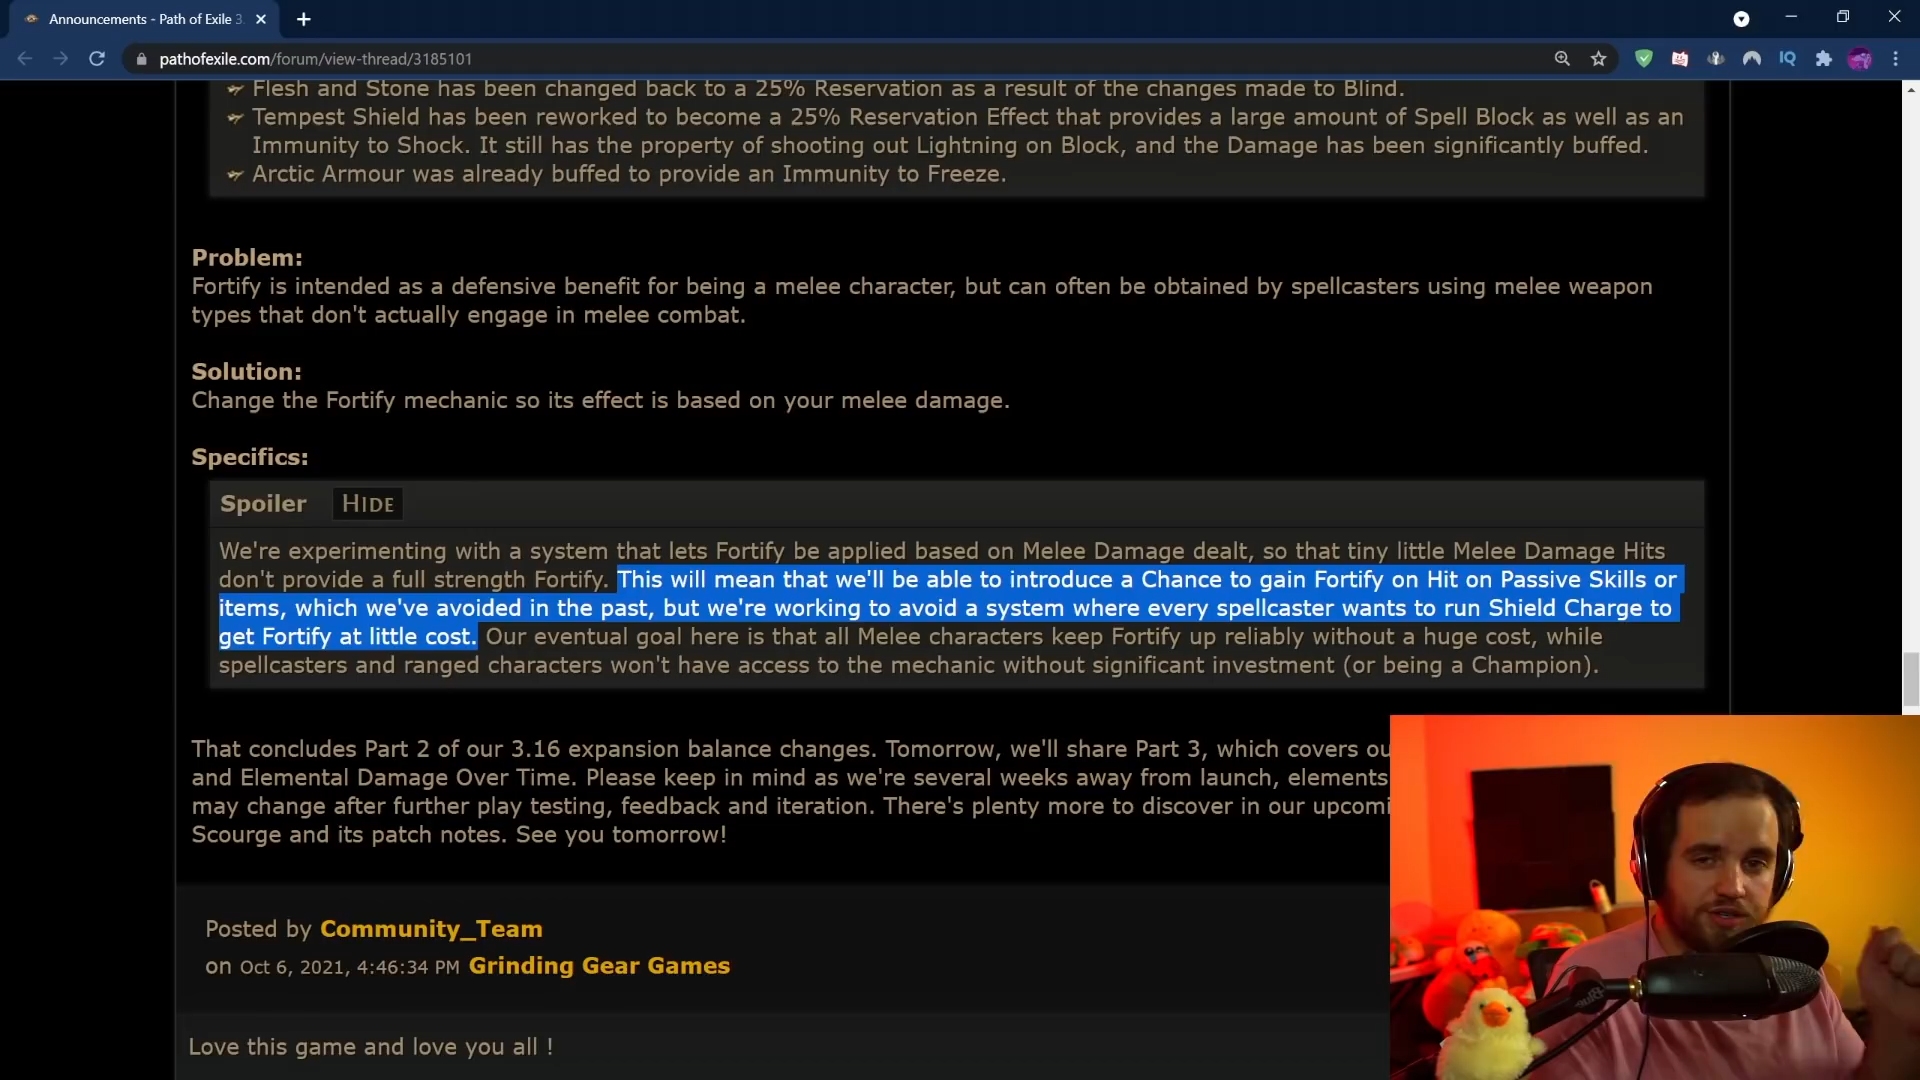 Announcements - Path of Exile 3.
pathofexile.com/forum/view-thread/3185101
IQ
Flesh and Stone has been changed back to a 25% Reservation as a result of the changes made to Blind.
Tempest Shield has been reworked to become a 25% Reservation Effect that provides a large amount of Spell Block as well as an
Immunity to Shock. It still has the property of shooting out Lightning on Block, and the Damage has been significantly buffed.
Arctic Armour was already buffed to provide an Immunity to Freeze.
Problem:
Fortify is intended as a defensive benefit for being a melee character, but can often be obtained by spellcasters using melee weapon
types that don't actually engage in melee combat.
Solution:
Change the Fortify mechanic so its effect is based on your melee damage.
Specifics:
Spoiler HIDE
We're experimenting with a system that lets Fortify be applied based on Melee Damage dealt, so that tiny little Melee Damage Hits
don't provide a full strength Fortify. This will mean that we'll be able to introduce a Chance to gain Fortify on Hit on Passive Skills or
items, which we've avoided in the past, but we're working to avoid a system where every spellcaster wants to run Shield Charge to
get Fortify at little cost. Our eventual goal here is that all Melee characters keep Fortify up reliably without a huge cost, while
spellcasters and ranged characters won't have access to the mechanic without significant investment (or being a Champion).
That concludes Part 2 of our 3.16 expansion balance changes. Tomorrow, we'll share Part 3, which covers ou
and Elemental Damage Over Time. Please keep in mind as we're several weeks away from launch, elements
may change after further play testing, feedback and iteration. There's plenty more to discover in our upcomi
Scourge and its patch notes. See you tomorrow!
Posted by Community_Team
on Oct 6, 2021, 4:46:34 PM Grinding Gear Games
Love this game and love you all !